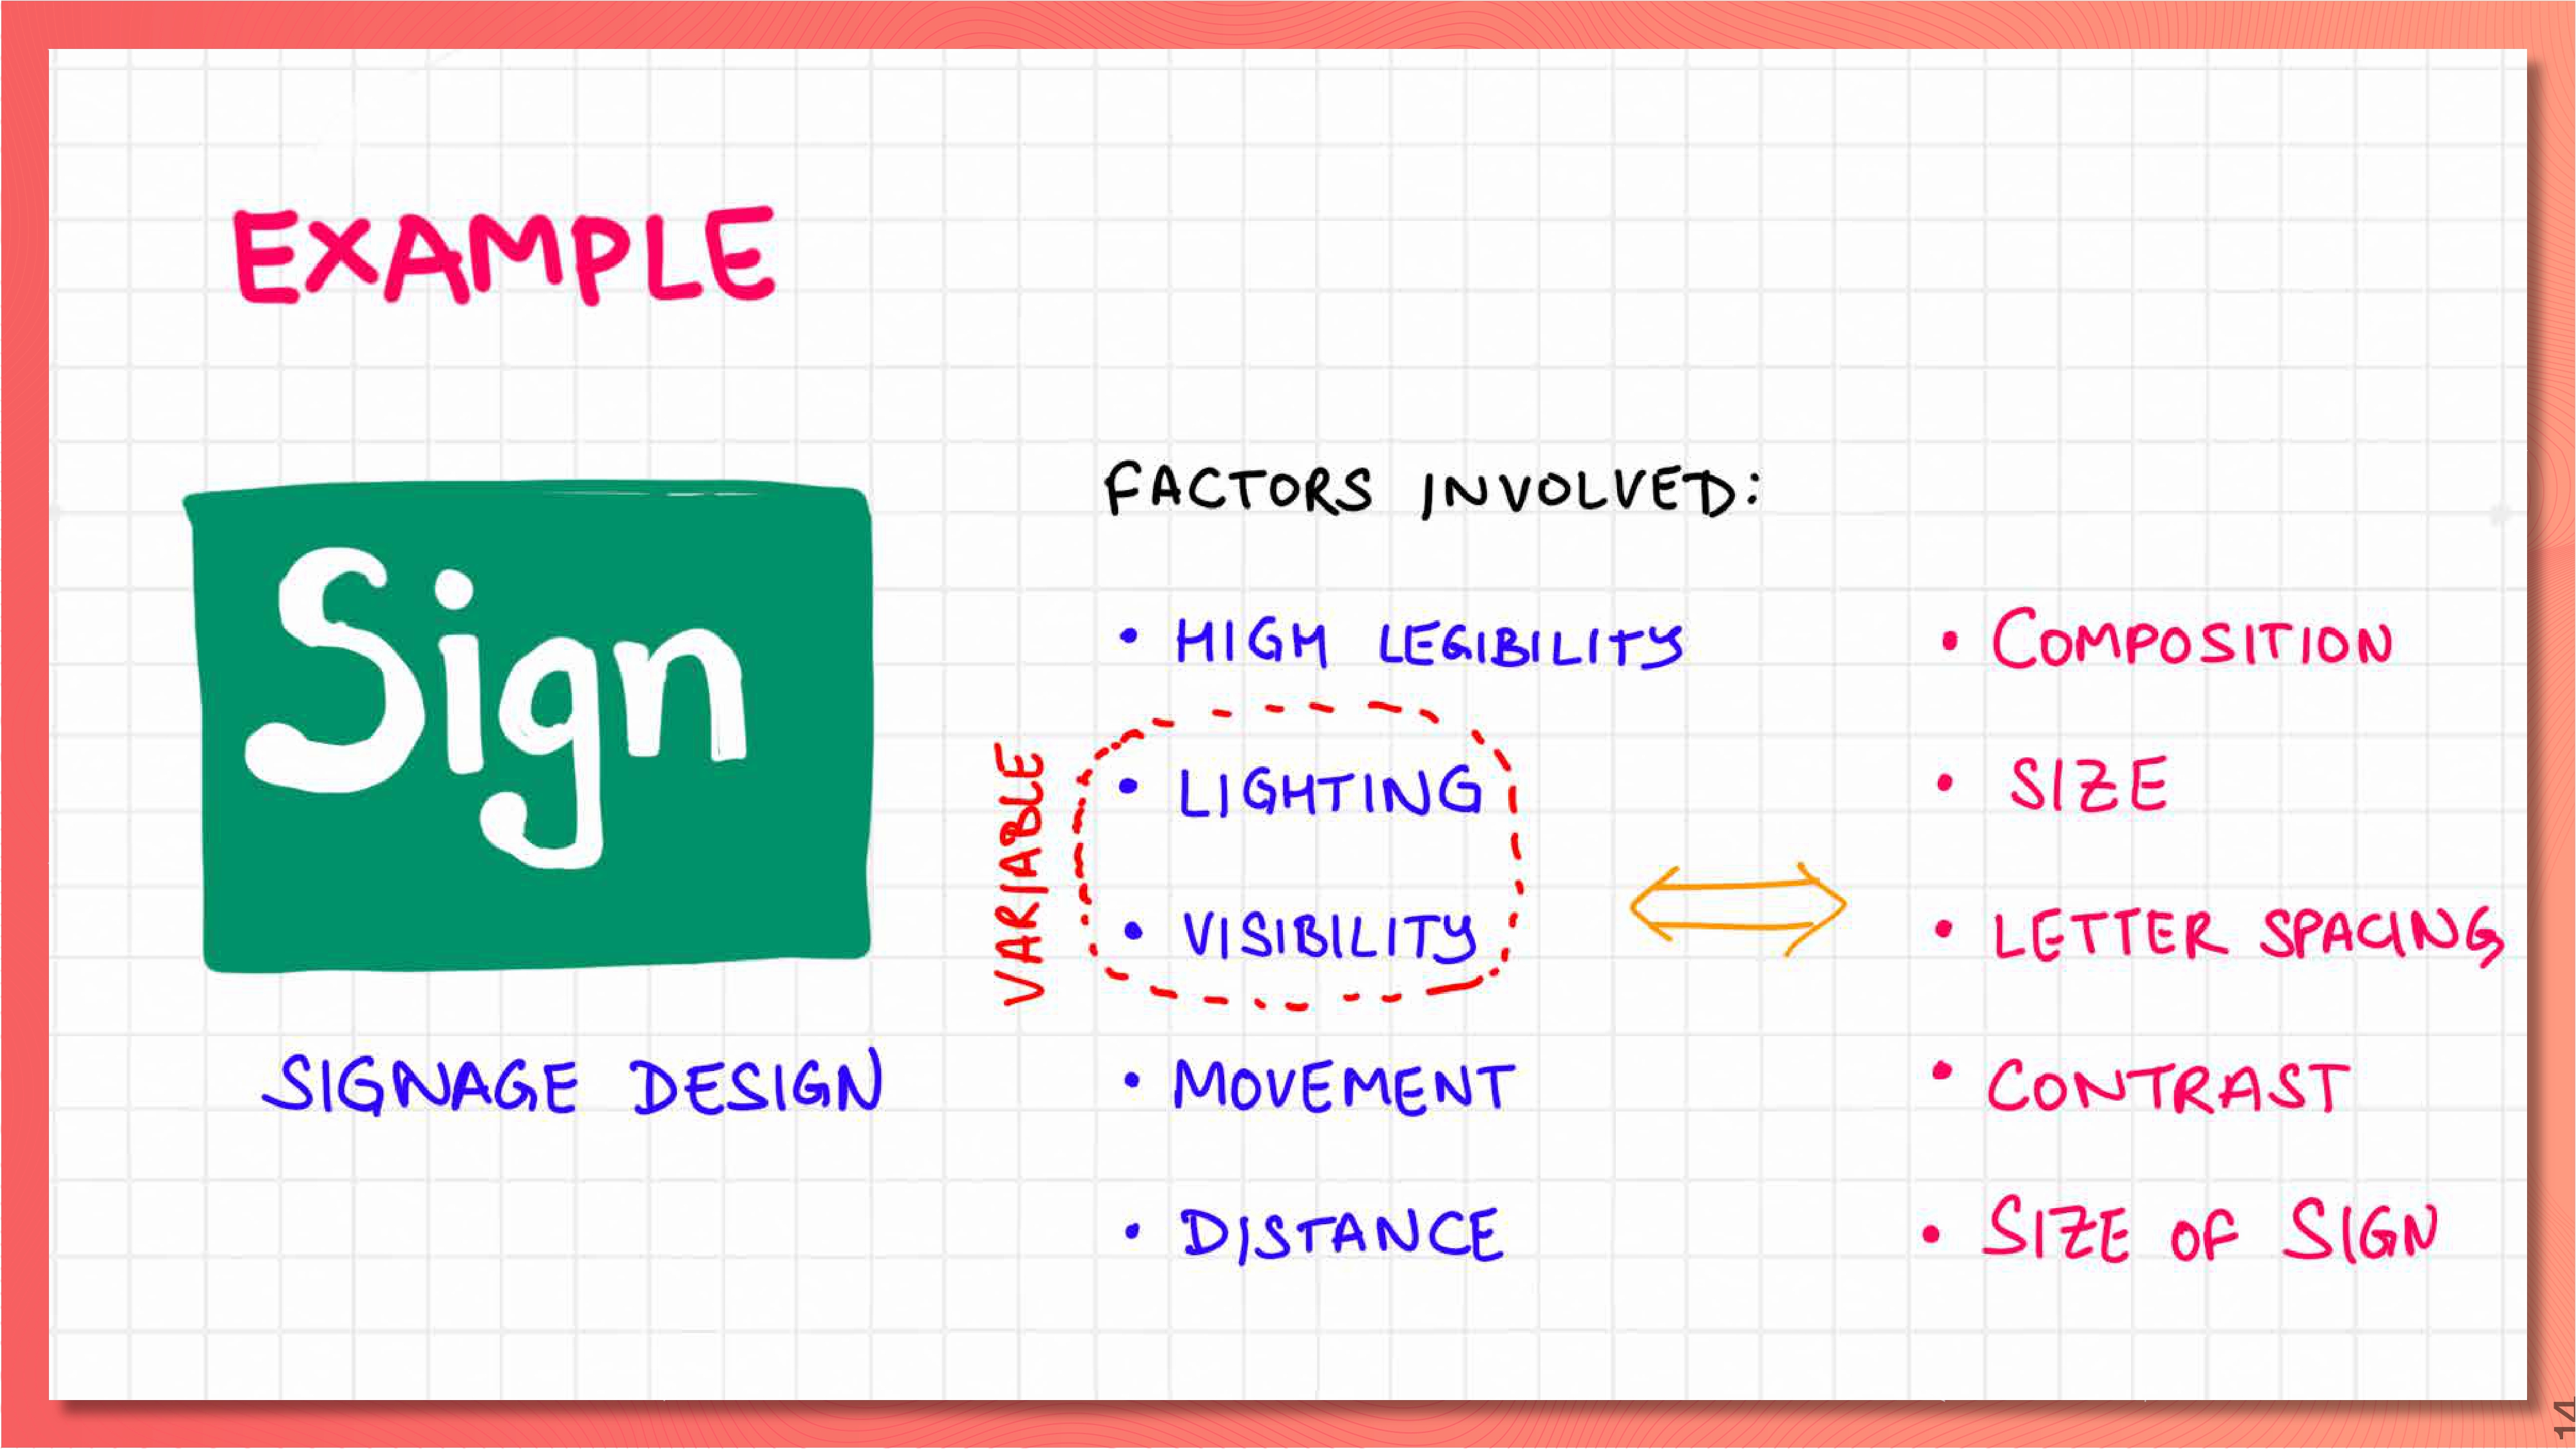 EXAMPLE
Sign
SIGNAGE DESIGN
FACTORS INVOLVED:
• HIGH LEGIBILITY
VARIABLE
• LIGHTING
• VISIBILITY
• MOVEMENT
• DISTANCE
• COMPOSITION
• SIZE
• LETTER SPACING
• CONTRAST
• SIZE OF SIGN
14